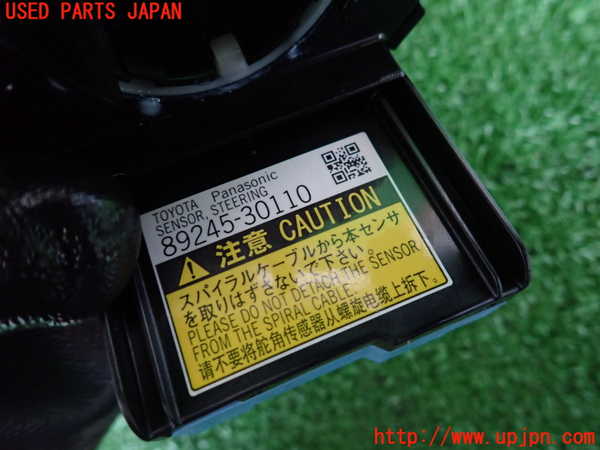 USED PARTS JAPAN
TOYOTA Panasonic
SENSOR, STEERING
89245-30110
注意 CAUTION
スパイラルケーブルから本センサ
を取りはずさないで下さい。
PLEASE DO NOT DETACH THE SENSOR
FROM THE SPIRAL CABLE.
请不要将舵角传感器从螺旋电缆上拆下。
http://www.upjpn.com/